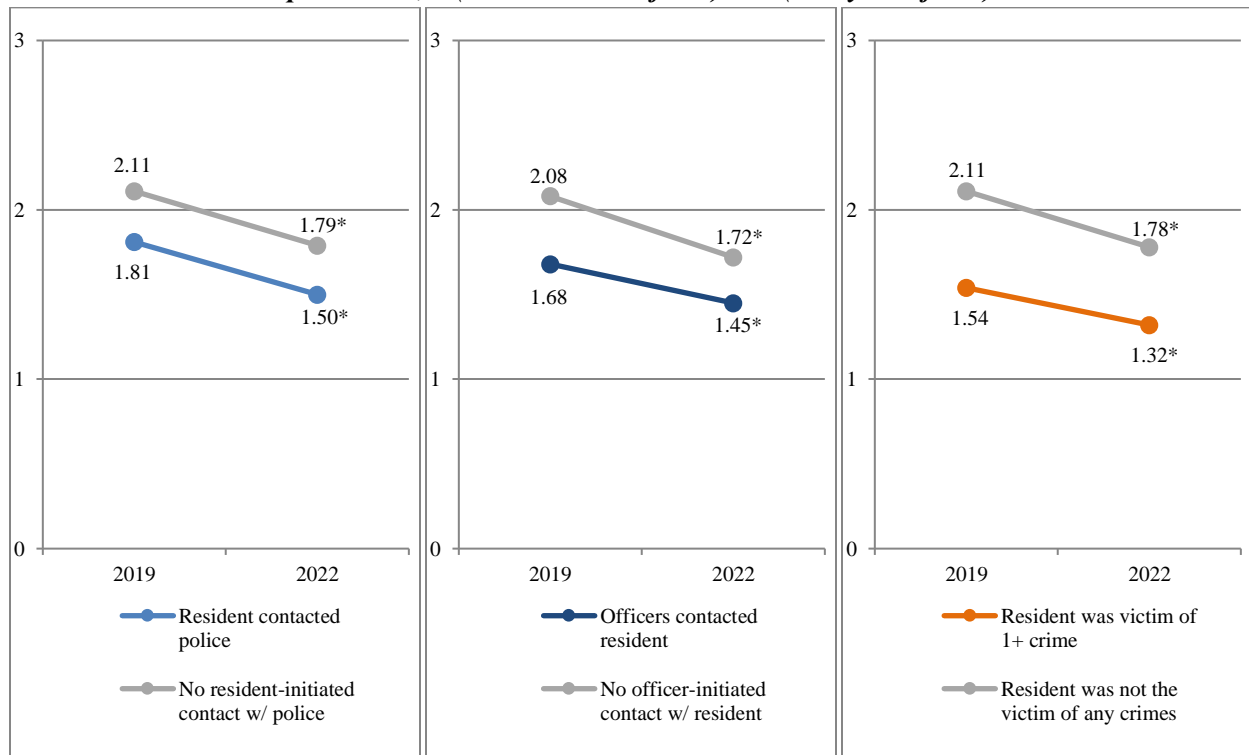 3
2
1
0
2.11
1.79*
1.81
1.50*
2019
2022
Resident contacted
police
No resident-initiated
contact w/ police
3
2
1
0
2.08
1.72*
1.68
1.45*
2019
2022
Officers contacted
resident
No officer-initiated
contact w/ resident
3
2
1
0
2.11
1.78*
1.54
1.32*
2019
2022
Resident was victim of
1+ crime
Resident was not the
victim of any crimes